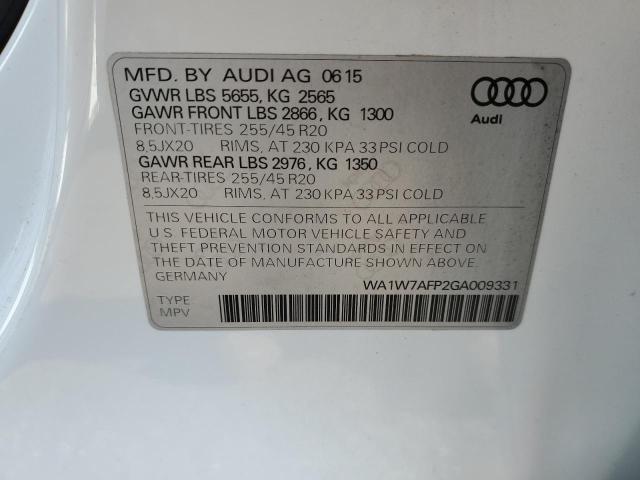 MFD. BY AUDI AG 0615
GVWR LBS 5655, KG 2565
GAWR FRONT LBS 2866, KG 1300
FRONT-TIRES 255/45 R20
8,5JX20 RIMS, AT 230 KPA 33 PSI COLD
GAWR REAR LBS 2976, KG 1350
REAR-TIRES 255/45 R20
8,5JX20 RIMS, AT 230 KPA 33 PSI COLD
Audi
THIS VEHICLE CONFORMS TO ALL APPLICABLE
U.S. FEDERAL MOTOR VEHICLE SAFETY AND
THEFT PREVENTION STANDARDS IN EFFECT ON
THE DATE OF MANUFACTURE SHOWN ABOVE.
GERMANY WA1W7AFP2GA009331
TYPE
MPV